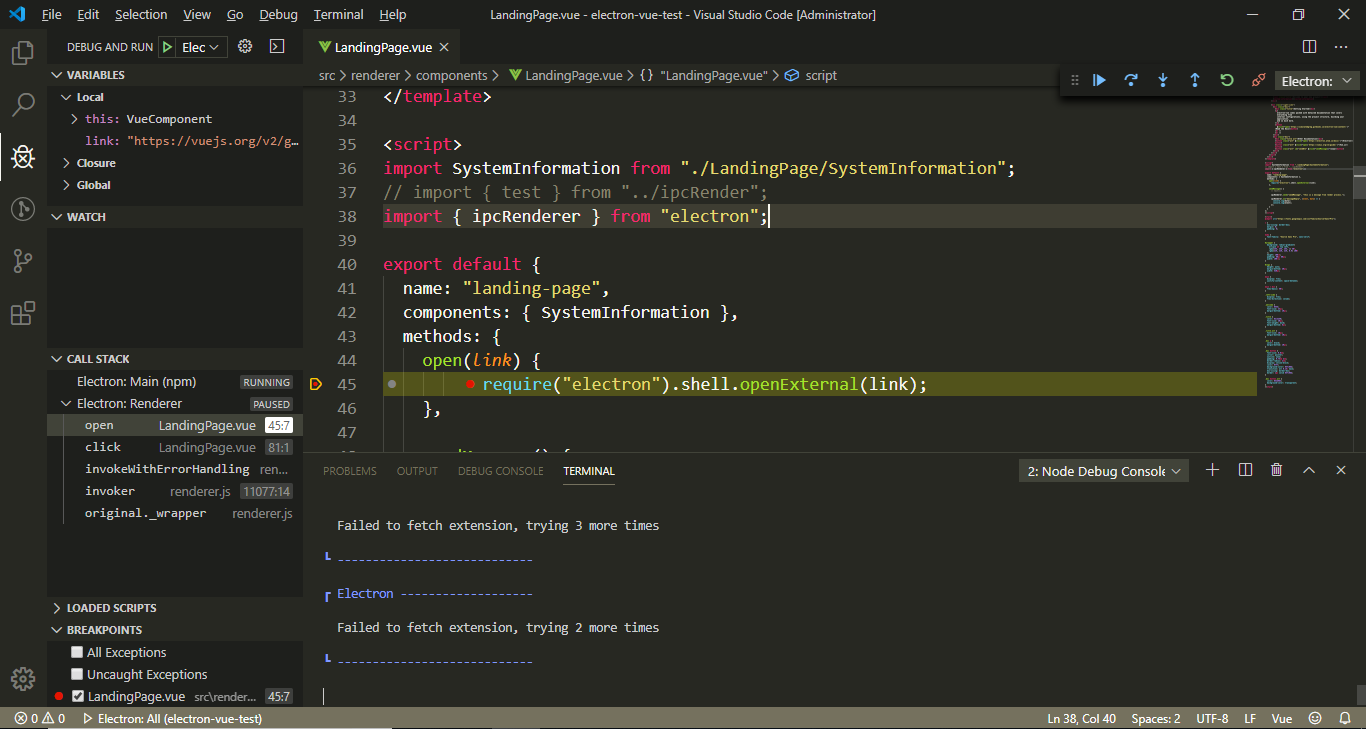 File Edit Selection View Go Debug Terminal Help LandingPage.vue - electron-vue-test - Visual Studio Code [Administrator]
DEBUG AND RUN Elec
LandingPage.vue
src > renderer > components > LandingPage.vue > {} "LandingPage.vue" > script
Electron:
VARIABLES
Local
this: VueComponent
link: "https://vuejs.org/v2/g…
Closure
Global
WATCH
CALL STACK
Electron: Main (npm) RUNNING
Electron: Renderer PAUSED
open LandingPage.vue 45:7
click LandingPage.vue 81:1
invokeWithErrorHandling ren...
invoker renderer.js 11077:14
original._wrapper renderer.js
LOADED SCRIPTS
BREAKPOINTS
All Exceptions
Uncaught Exceptions
LandingPage.vue src\render... 45:7
33 </template>
34
35 <script>
36 import SystemInformation from "./LandingPage/SystemInformation";
37 // import { test } from "../ipcRender";
38 import { ipcRenderer } from "electron";
39
40 export default {
41 name: "landing-page",
42 components: { SystemInformation },
43 methods: {
44 open(link) {
45 require("electron").shell.openExternal(link);
46 },
47
PROBLEMS OUTPUT DEBUG CONSOLE TERMINAL
2: Node Debug Console
Failed to fetch extension, trying 3 more times
┗ ----------------------------
┏ Electron -------------------
Failed to fetch extension, trying 2 more times
┗ ----------------------------
0 0 Electron: All (electron-vue-test) Ln 38, Col 40 Spaces: 2 UTF-8 LF Vue